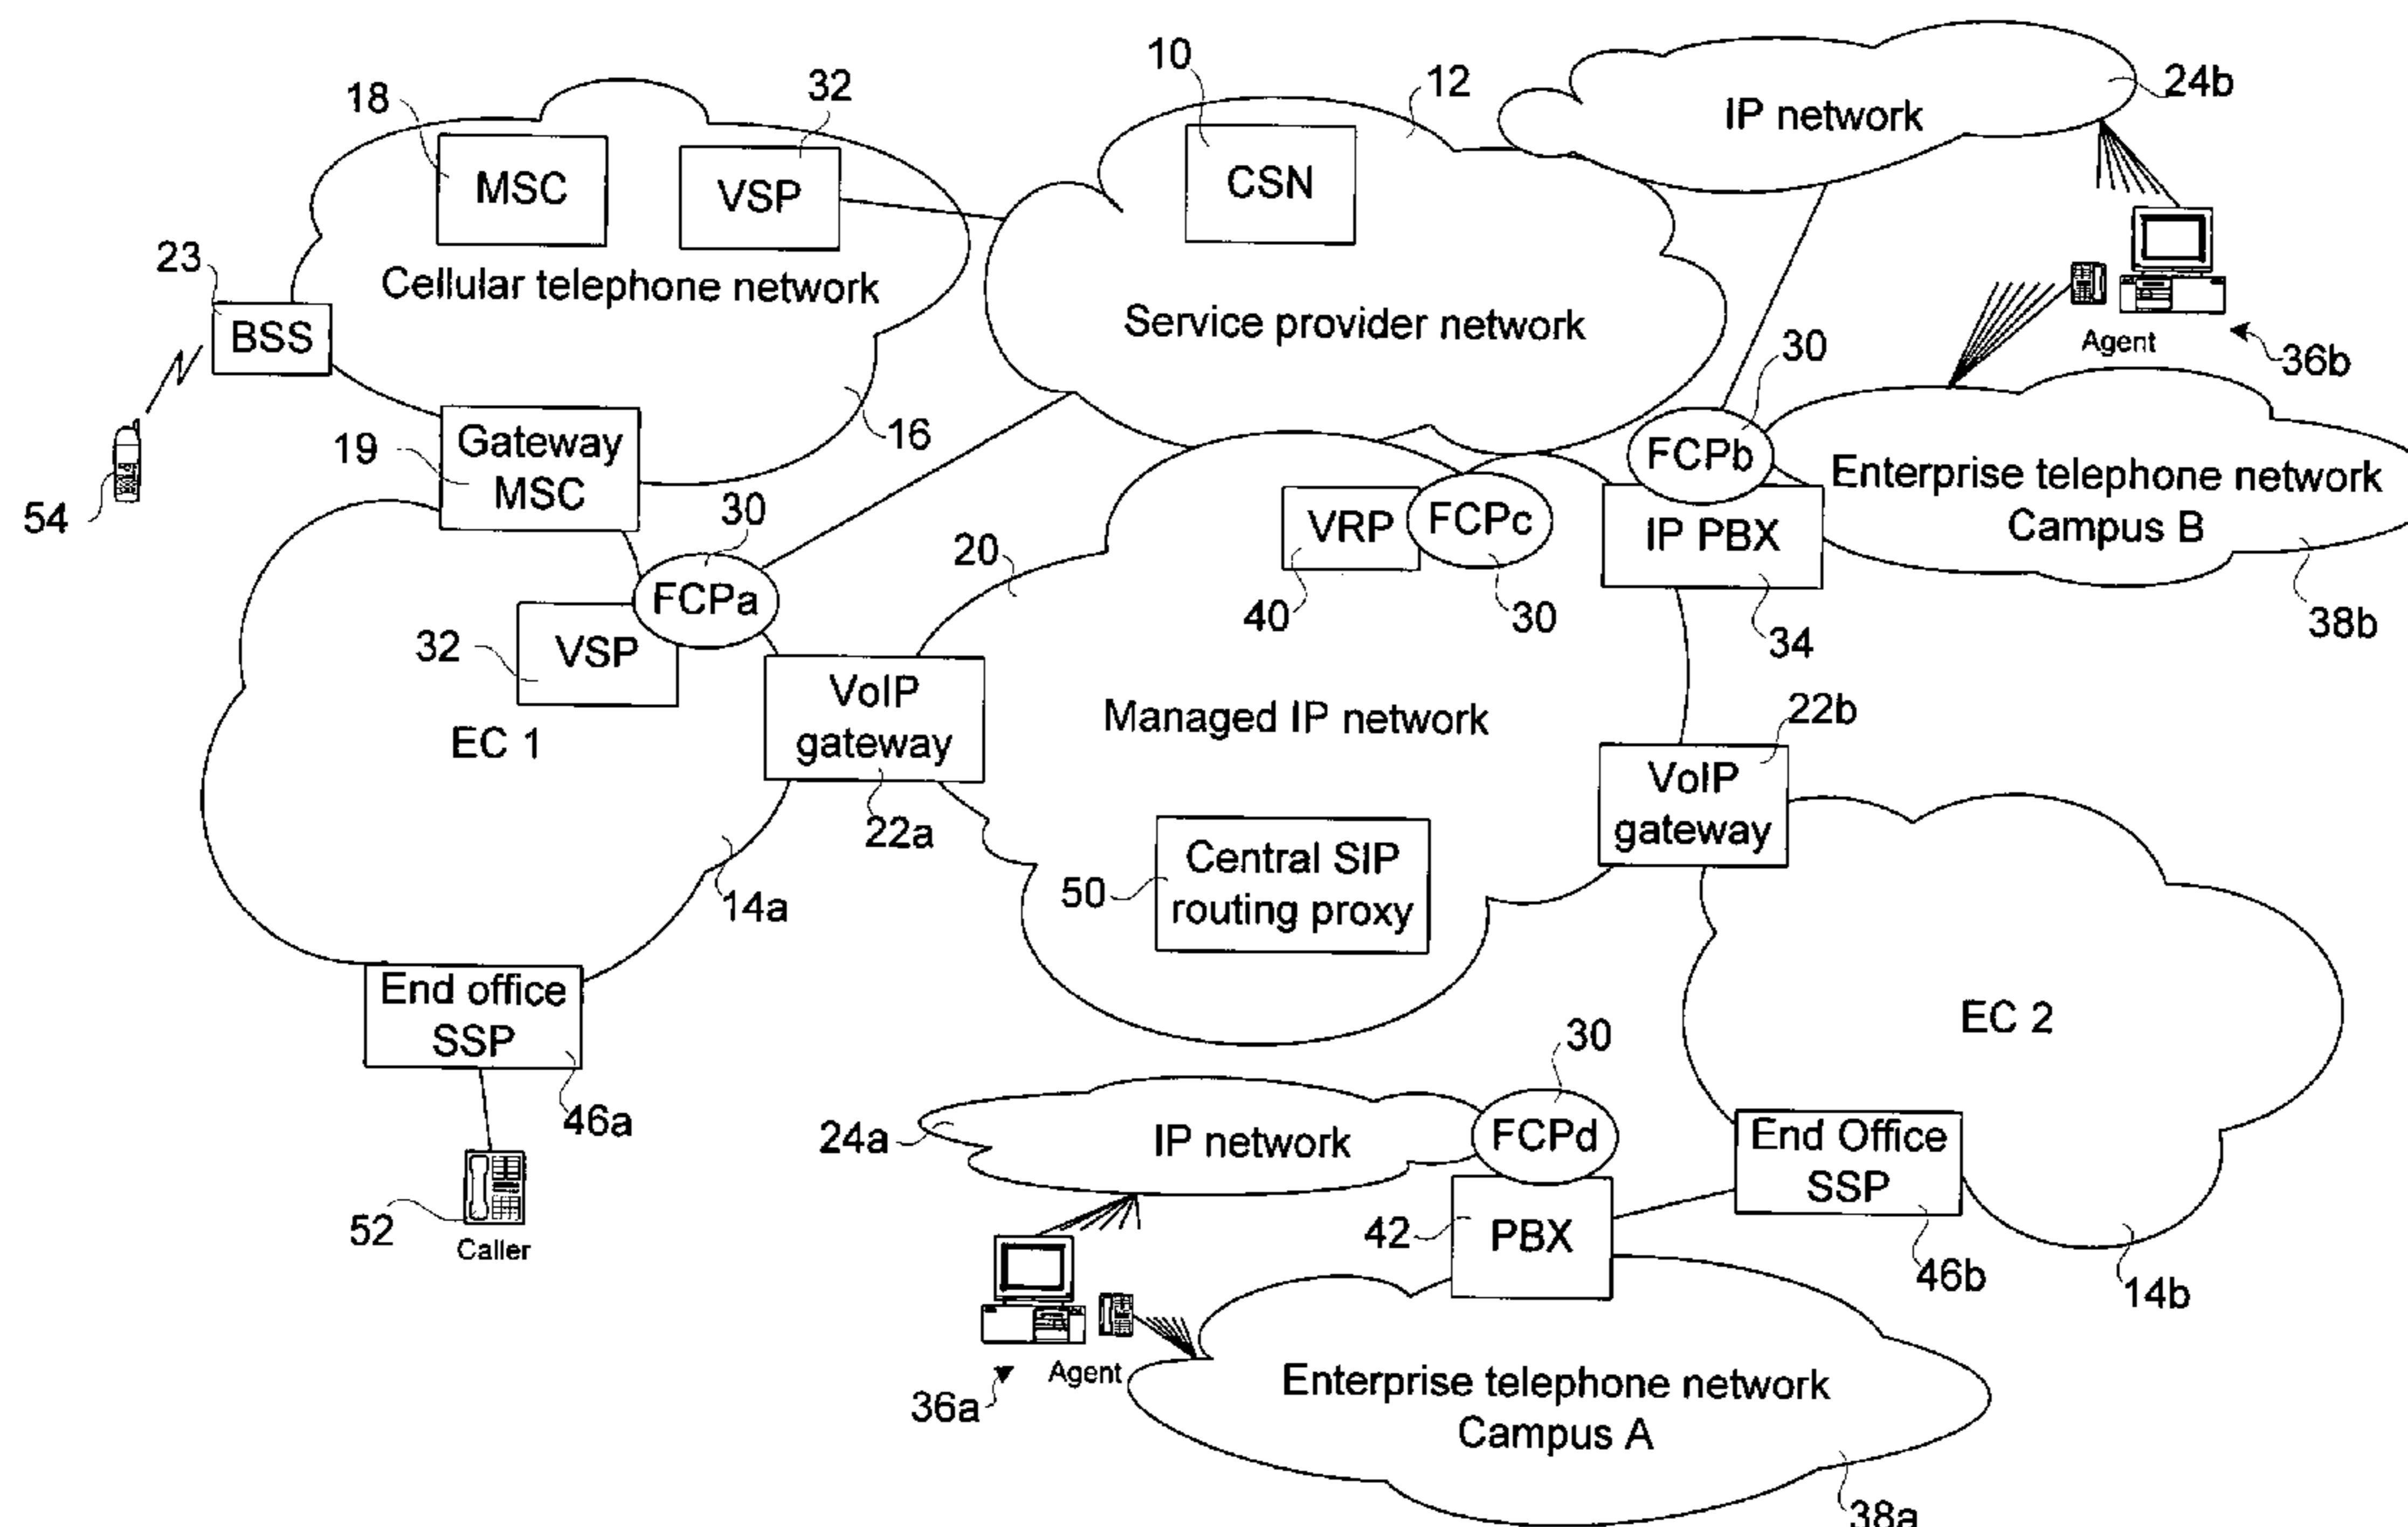 10
12
24b
18
32
IP network
MSC
VSP
CSN
23
Cellular telephone network
BSS
Service provider network
Agent
36b
30
16
54
Gateway
MSC
19
FCPb
Enterprise telephone network
Campus B
30
20
VRP
FCPc
IP PBX
FCPa
40
30
34
38b
32
VSP
VoIP
gateway
Managed IP network
22b
EC 1
VoIP
gateway
22a
14a
50
Central SIP
routing proxy
End office
SSP
EC 2
30
46a
24a
IP network
FCPd
End Office
SSP
52
Caller
42
PBX
46b
14b
36a
Agent
Enterprise telephone network
Campus A
38a